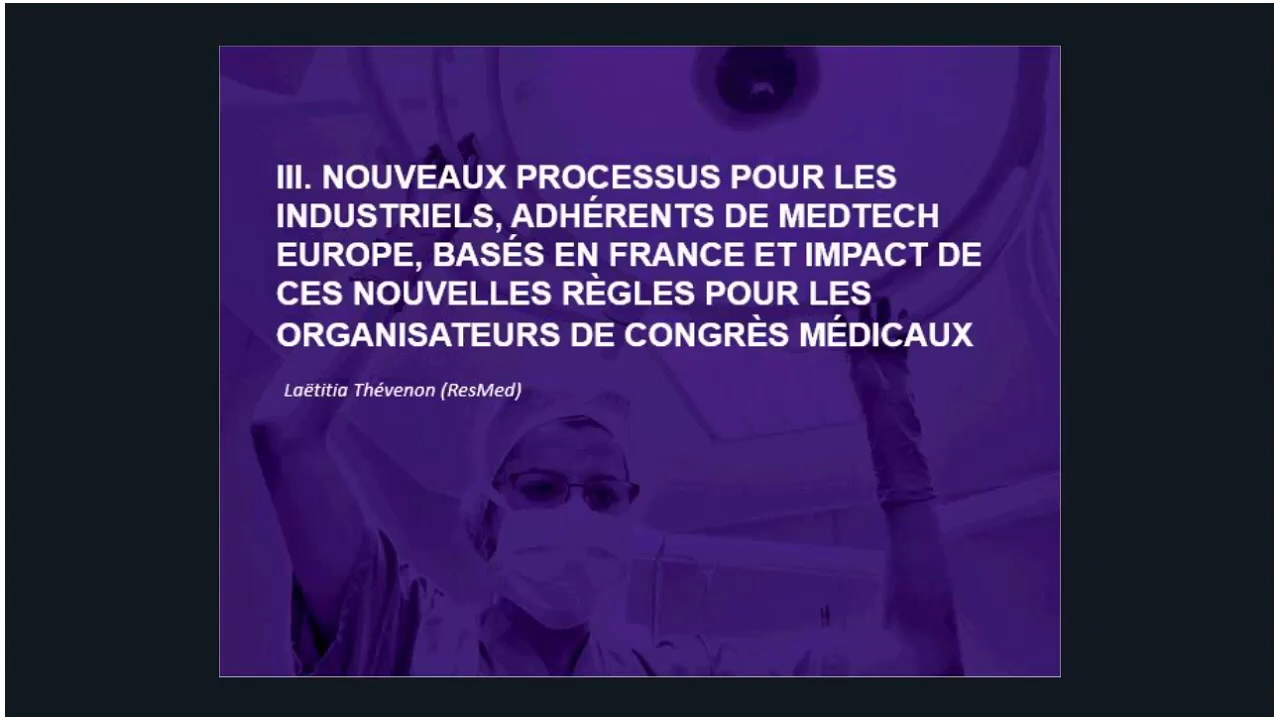 III. NOUVEAUX PROCESSUS POUR LES
INDUSTRIELS, ADHÉRENTS DE MEDTECH
EUROPE, BASÉS EN FRANCE ET IMPACT DE
CES NOUVELLES RÈGLES POUR LES
ORGANISATEURS DE CONGRÈS MÉDICAUX
Laëtitia Thévenon (ResMed)